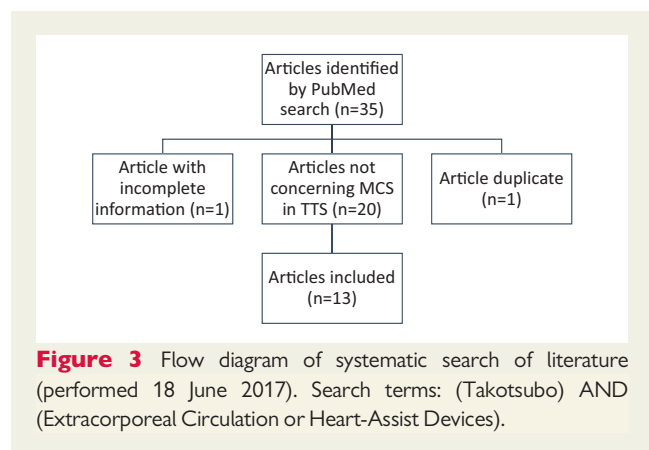 Articles identified
by PubMed
search (n=35)
Article with
incomplete
information (n=1)
Articles not
concerning MCS
in TTS (n=20)
Article duplicate
(n=1)
Articles included
(n=13)
Figure 3 Flow diagram of systematic search of literature
(performed 18 June 2017). Search terms: (Takotsubo) AND
(Extracorporeal Circulation or Heart-Assist Devices).